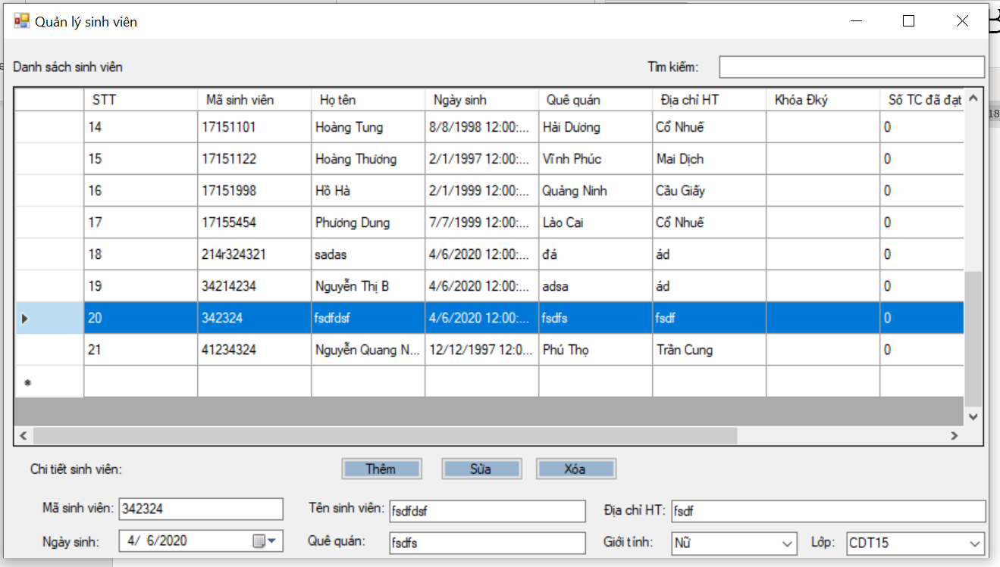 Quản lý sinh viên
Danh sách sinh viên Tìm kiếm:
STT Mã sinh viên Họ tên Ngày sinh Quê quán Địa chỉ HT Khóa Đký Số TC đã đạt
14 17151101 Hoàng Tung 8/8/1998 12:00:... Hải Dương Cổ Nhuế 0
15 17151122 Hoàng Thương 2/1/1997 12:00:... Vĩnh Phúc Mai Dịch 0
16 17151998 Hồ Hà 2/1/1999 12:00:... Quảng Ninh Cầu Giấy 0
17 17155454 Phương Dung 7/7/1999 12:00:... Lào Cai Cổ Nhuế 0
18 214r324321 sadas 4/6/2020 12:00:... đá ád 0
19 34214234 Nguyễn Thị B 4/6/2020 12:00:... adsa ád 0
20 342324 fsdfdsf 4/6/2020 12:00:... fsdfs fsdf 0
21 41234324 Nguyễn Quang N... 12/12/1997 12:0... Phú Thọ Trần Cung 0
Chi tiết sinh viên: Thêm Sửa Xóa
Mã sinh viên: 342324 Tên sinh viên: fsdfdsf Địa chỉ HT: fsdf
Ngày sinh: 4/ 6/2020 Quê quán: fsdfs Giới tính: Nữ Lớp: CDT15
18